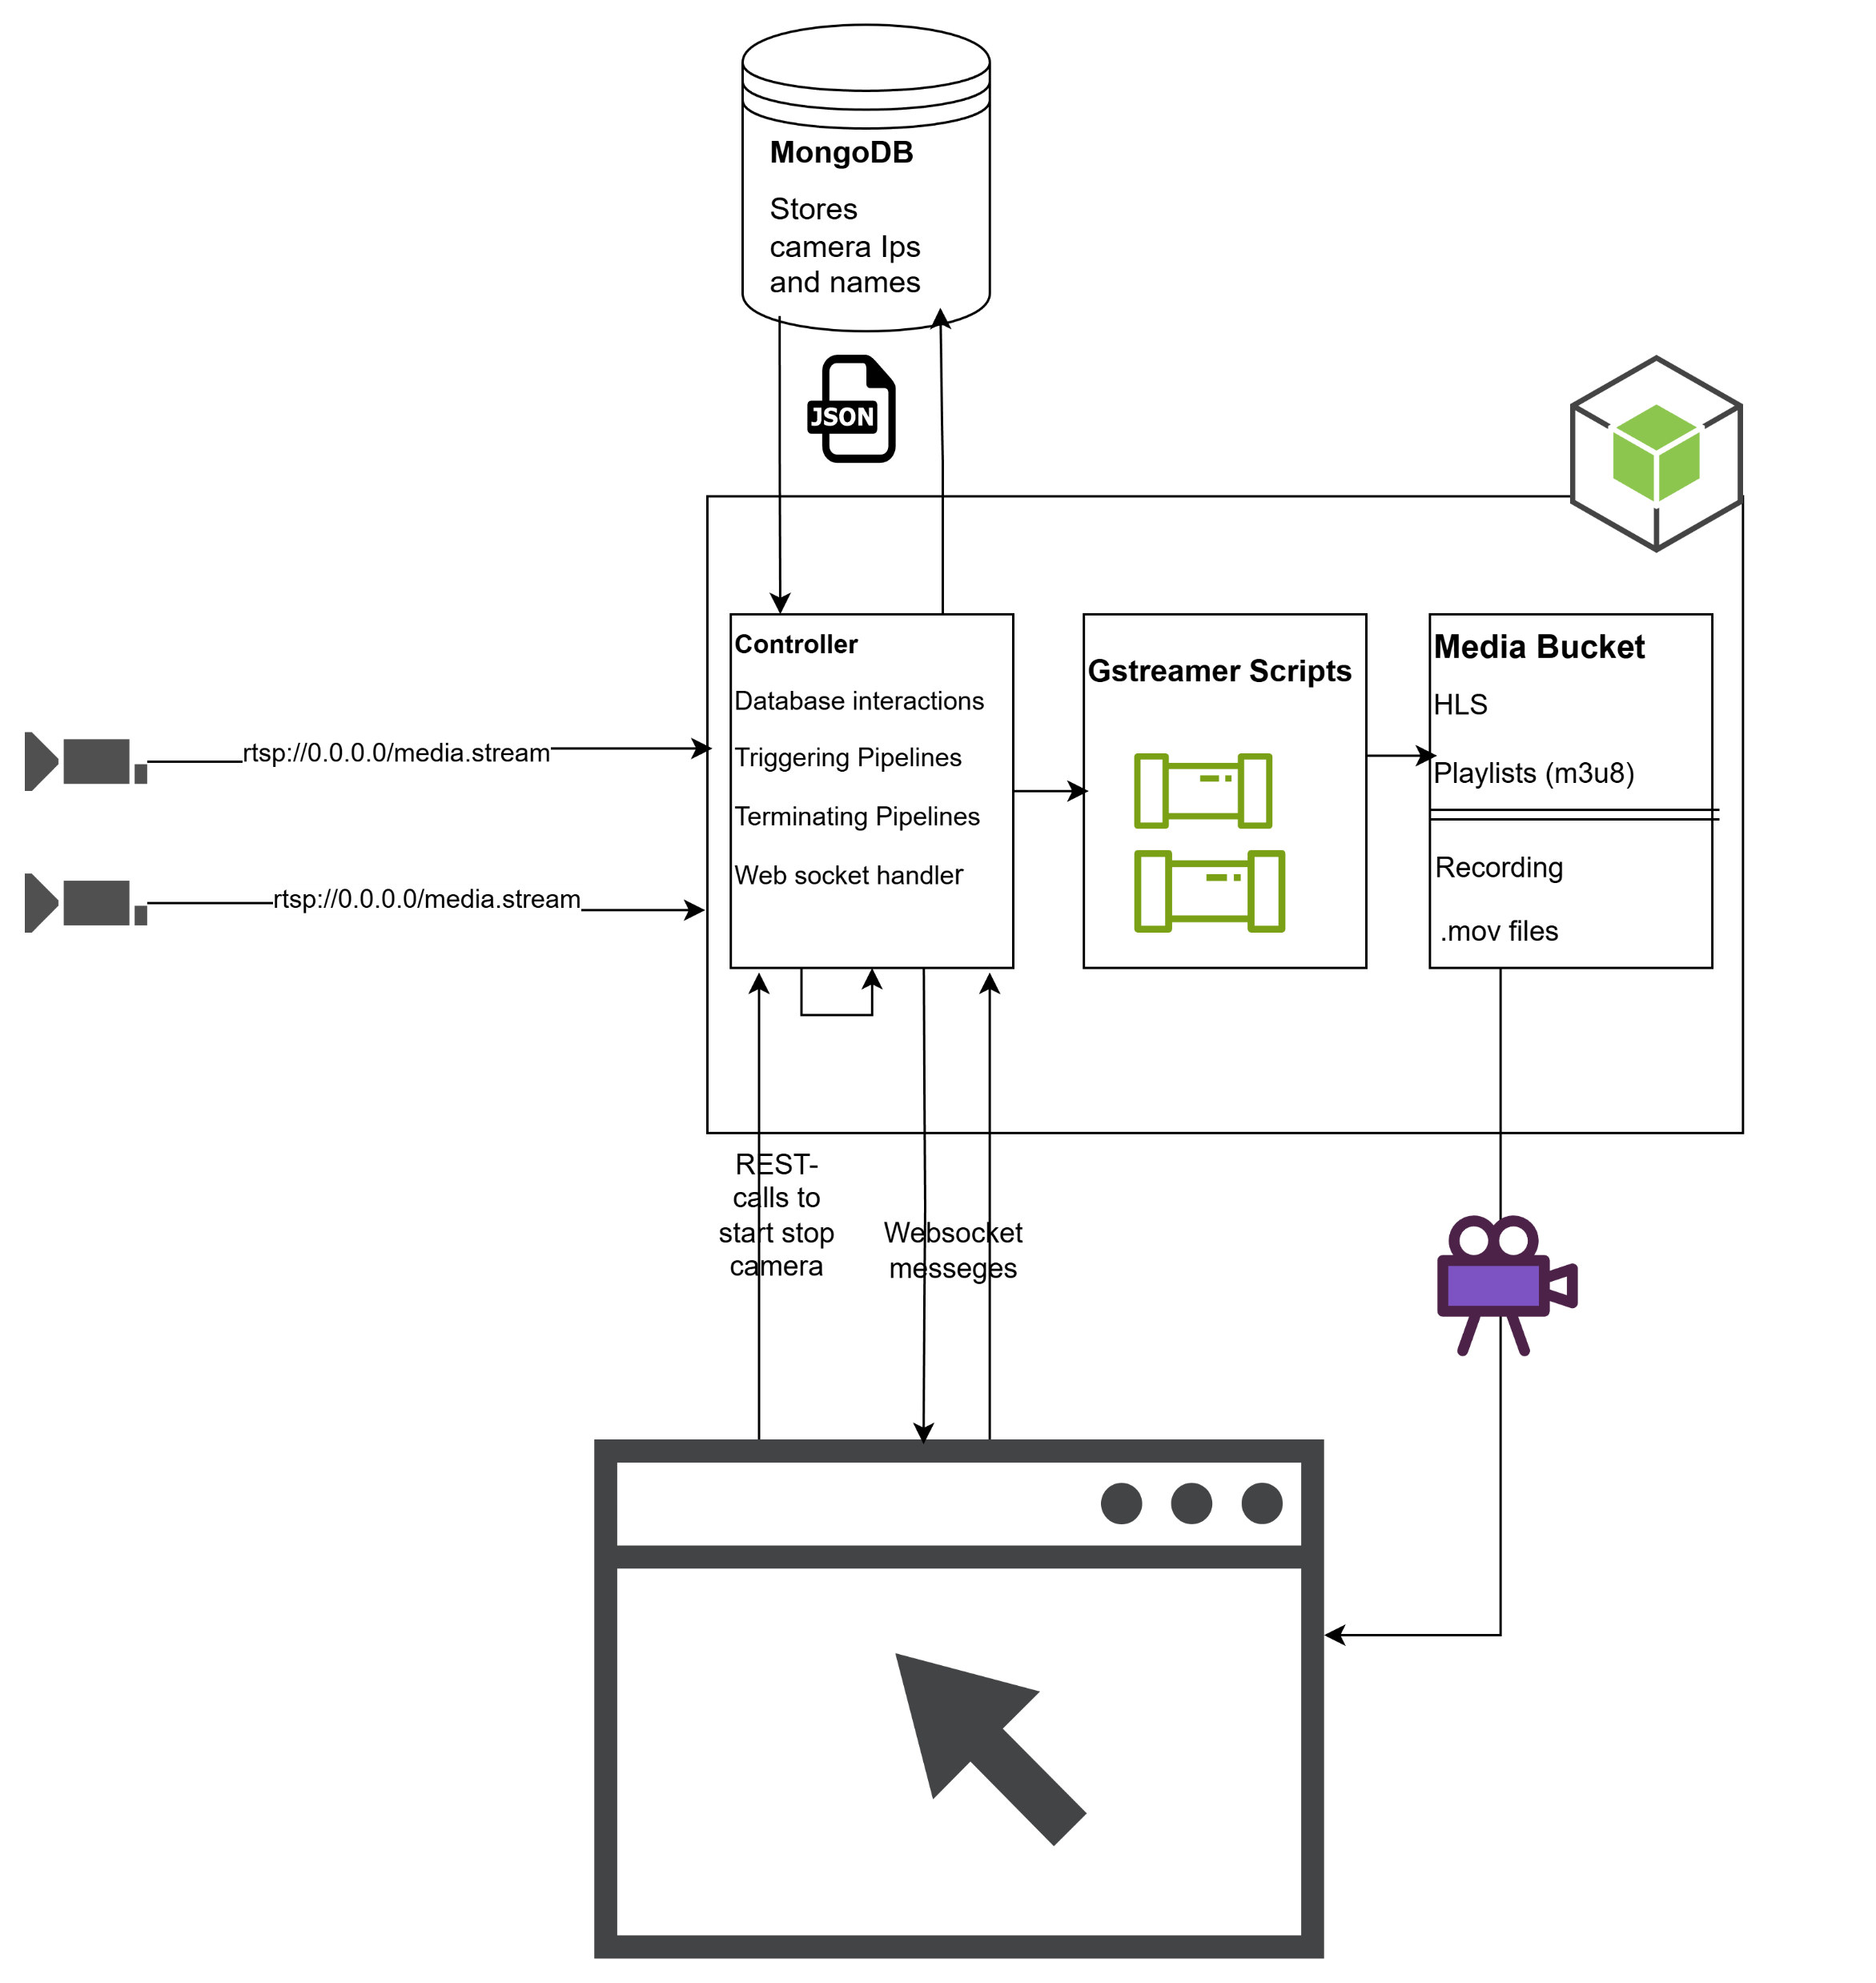 MongoDB
Stores
camera Ips
and names
JSON
Controller
Database interactions
Triggering Pipelines
Terminating Pipelines
Web socket handler
Gstreamer Scripts
Media Bucket
HLS
Playlists (m3u8)
Recording
.mov files
rtsp://0.0.0.0/media.stream
rtsp://0.0.0.0/media.stream
REST-
calls to
start stop
camera
Websocket
messeges